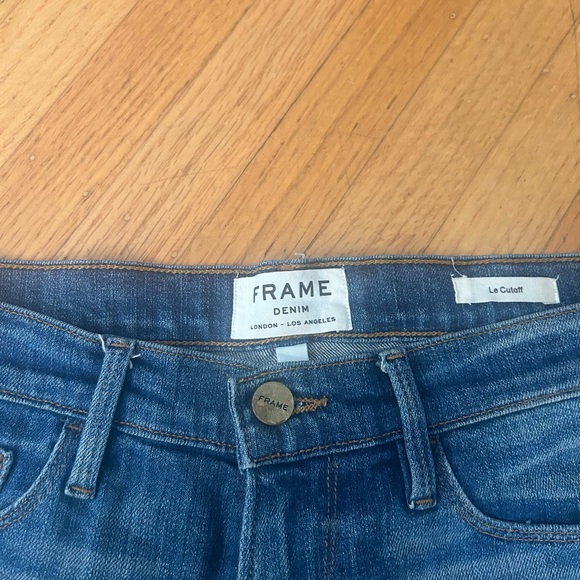 FRAME
DENIM
LONDON - LOS ANGELES
Le Cutoff
FRAME